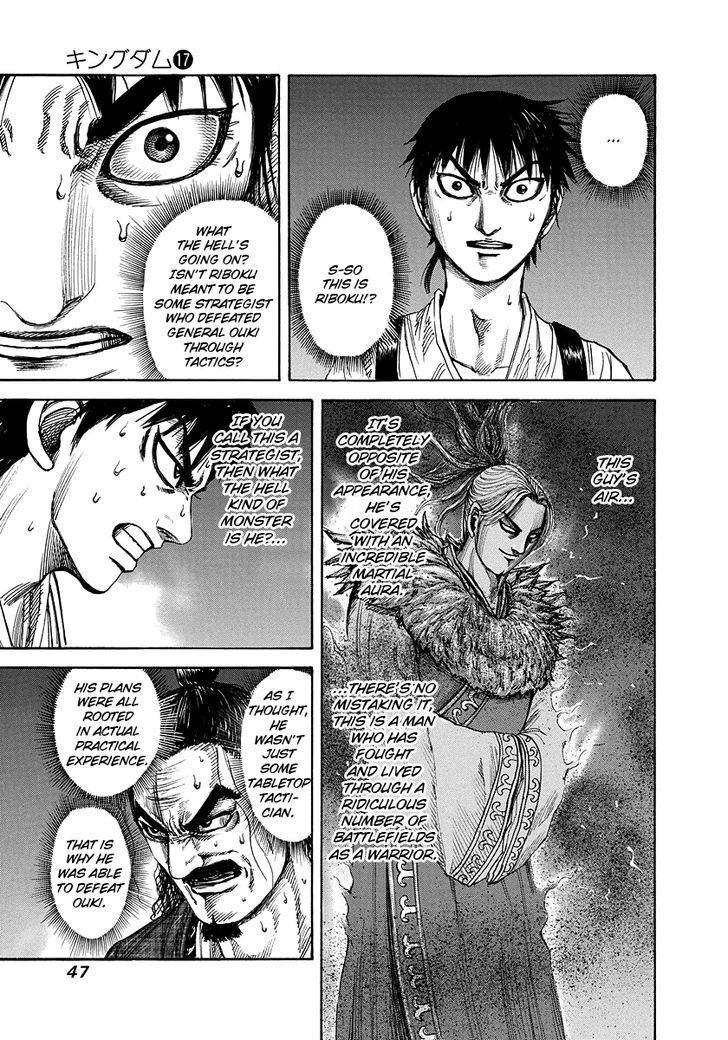 キングダム⓱
...
S-SO
THIS IS
RIBOKU!?
WHAT
THE HELL'S
GOING ON?
ISN'T RIBOKU
MEANT TO BE
SOME STRATEGIST
WHO DEFEATED
GENERAL OUKI
THROUGH
TACTICS?
THIS
GUY'S
AIR...
IT'S
COMPLETELY
OPPOSITE
OF HIS
APPEARANCE,
HE'S
COVERED
WITH AN
INCREDIBLE
MARTIAL
AURA.
...THERE'S NO
MISTAKING IT,
THIS IS A MAN
WHO HAS
FOUGHT
AND LIVED
THROUGH A
RIDICULOUS
NUMBER OF
BATTLEFIELDS
AS A WARRIOR.
IF YOU
CALL THIS A
STRATEGIST,
THEN WHAT
THE HELL
KIND OF
MONSTER
IS HE?...
AS I
THOUGHT,
HE
WASN'T
JUST
SOME
TABLETOP
TACTI-
CIAN.
HIS PLANS
WERE ALL
ROOTED
IN ACTUAL
PRACTICAL
EXPERIENCE.
THAT IS
WHY HE
WAS ABLE
TO DEFEAT
OUKI.
47